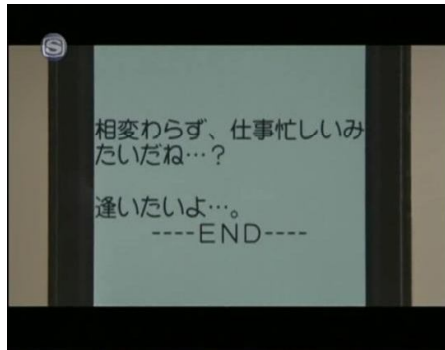 S
相変わらず、仕事忙しいみ
たいだね…？
逢いたいよ…。
----END----